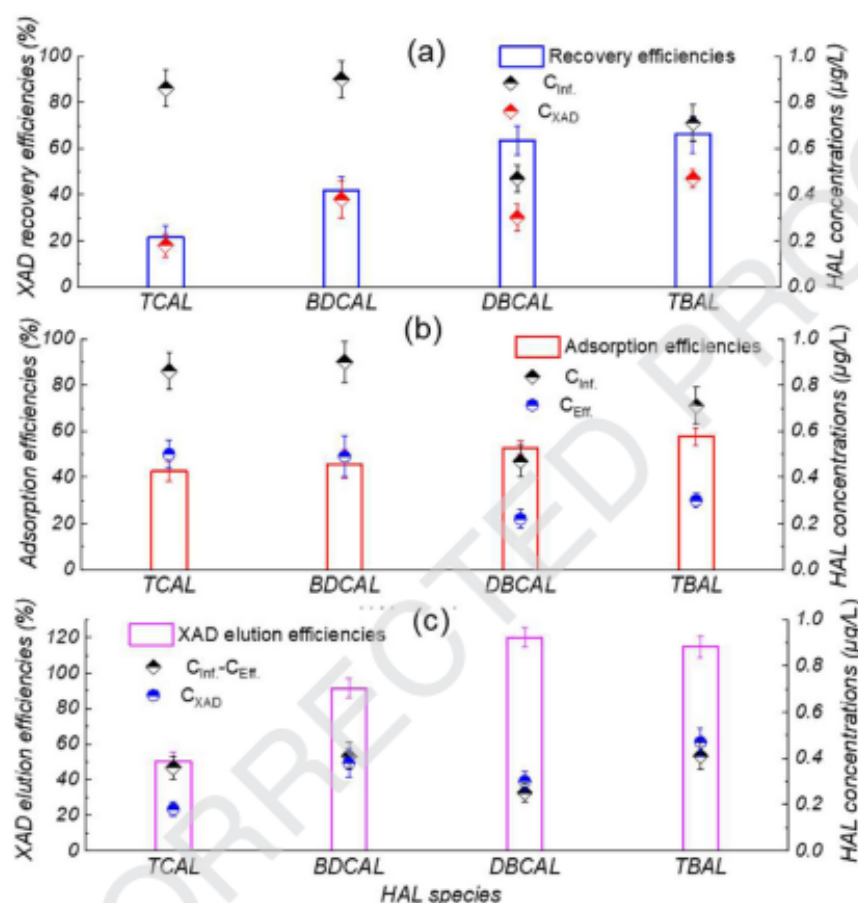 (a)
XAD recovery efficiencies (%)
100
80
60
40
20
0
Recovery efficiencies
C_Inf.
C_XAD
1.0
0.8
0.6
0.4
0.2
0.0
HAL concentrations (µg/L)
TCAL BDCAL DBCAL TBAL
(b)
Adsorption efficiencies (%)
100
80
60
40
20
0
Adsorption efficiencies
C_Inf.
C_Eff.
1.0
0.8
0.6
0.4
0.2
0.0
HAL concentrations (µg/L)
TCAL BDCAL DBCAL TBAL
(c)
XAD elution efficiencies (%)
120
100
80
60
40
20
0
XAD elution efficiencies
C_Inf.-C_Eff.
C_XAD
1.0
0.8
0.6
0.4
0.2
0.0
HAL concentrations (µg/L)
TCAL BDCAL DBCAL TBAL
HAL species
ORRECTED PROO